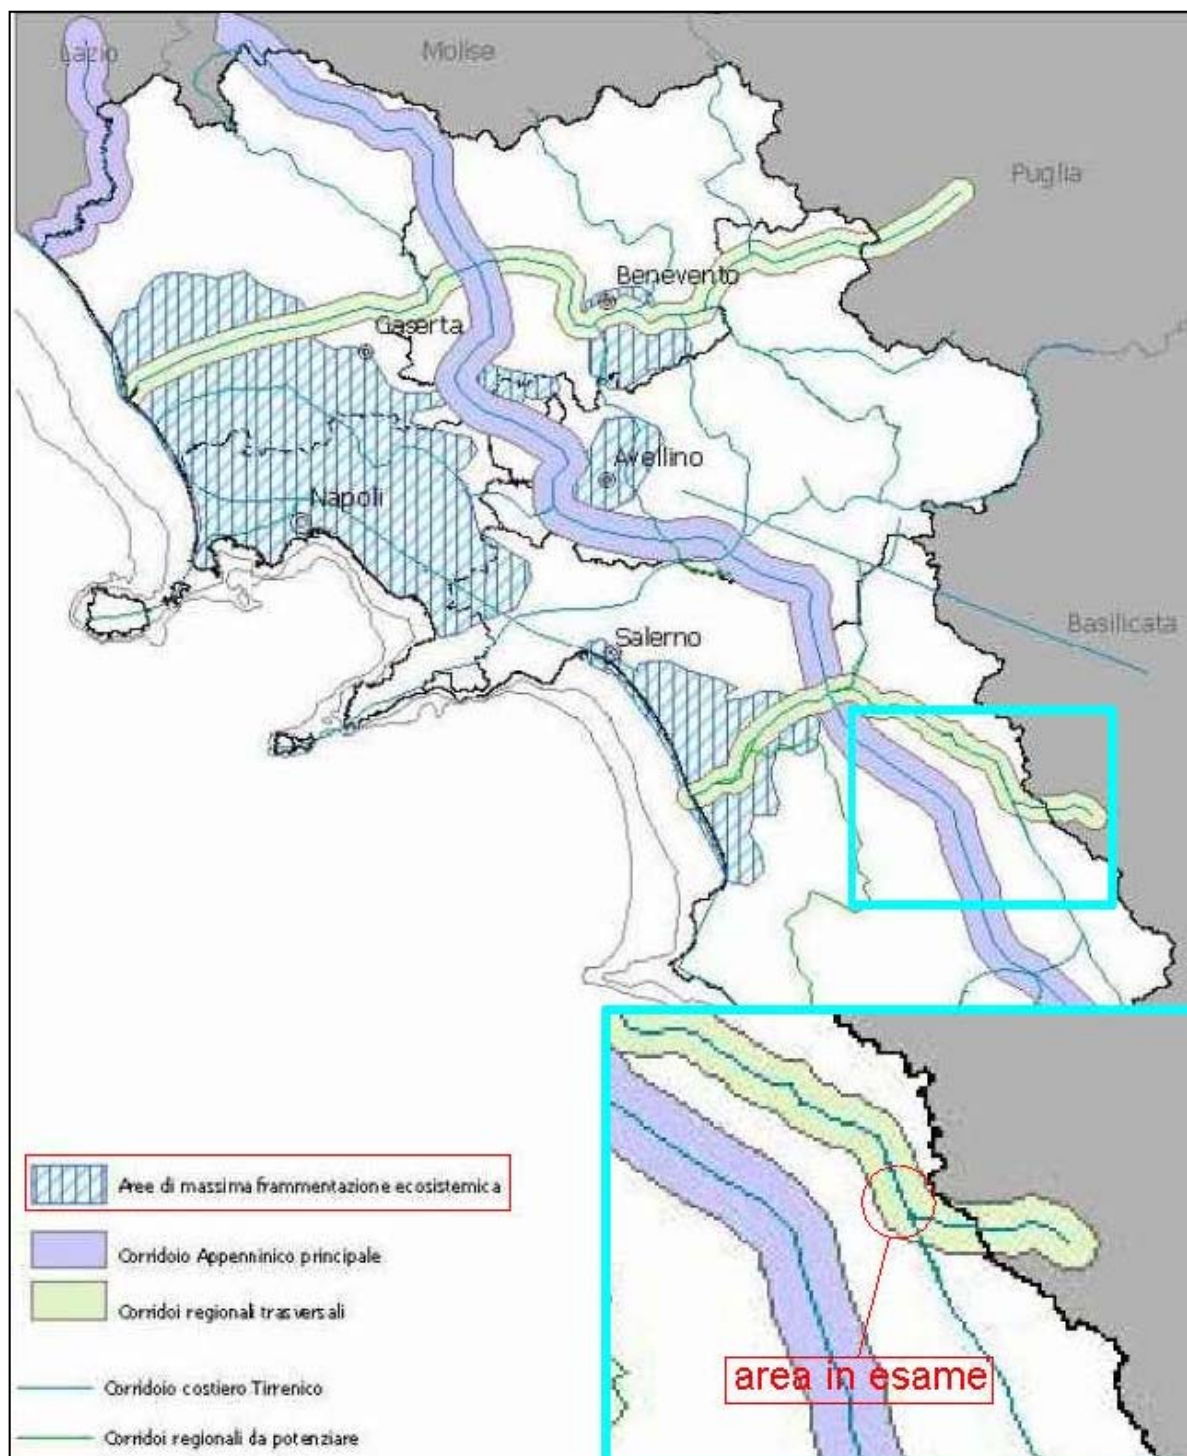 Lazio
Molise
Puglia
Benevento
Caserta
Avellino
Napoli
Basilicata
Salerno
Aree di massima frammentazione ecosistemica
Corridoio Appenninico principale
Corridoi regionali trasversali
area in esame
Corridoio costiero Tirrenico
Corridoi regionali da potenziare